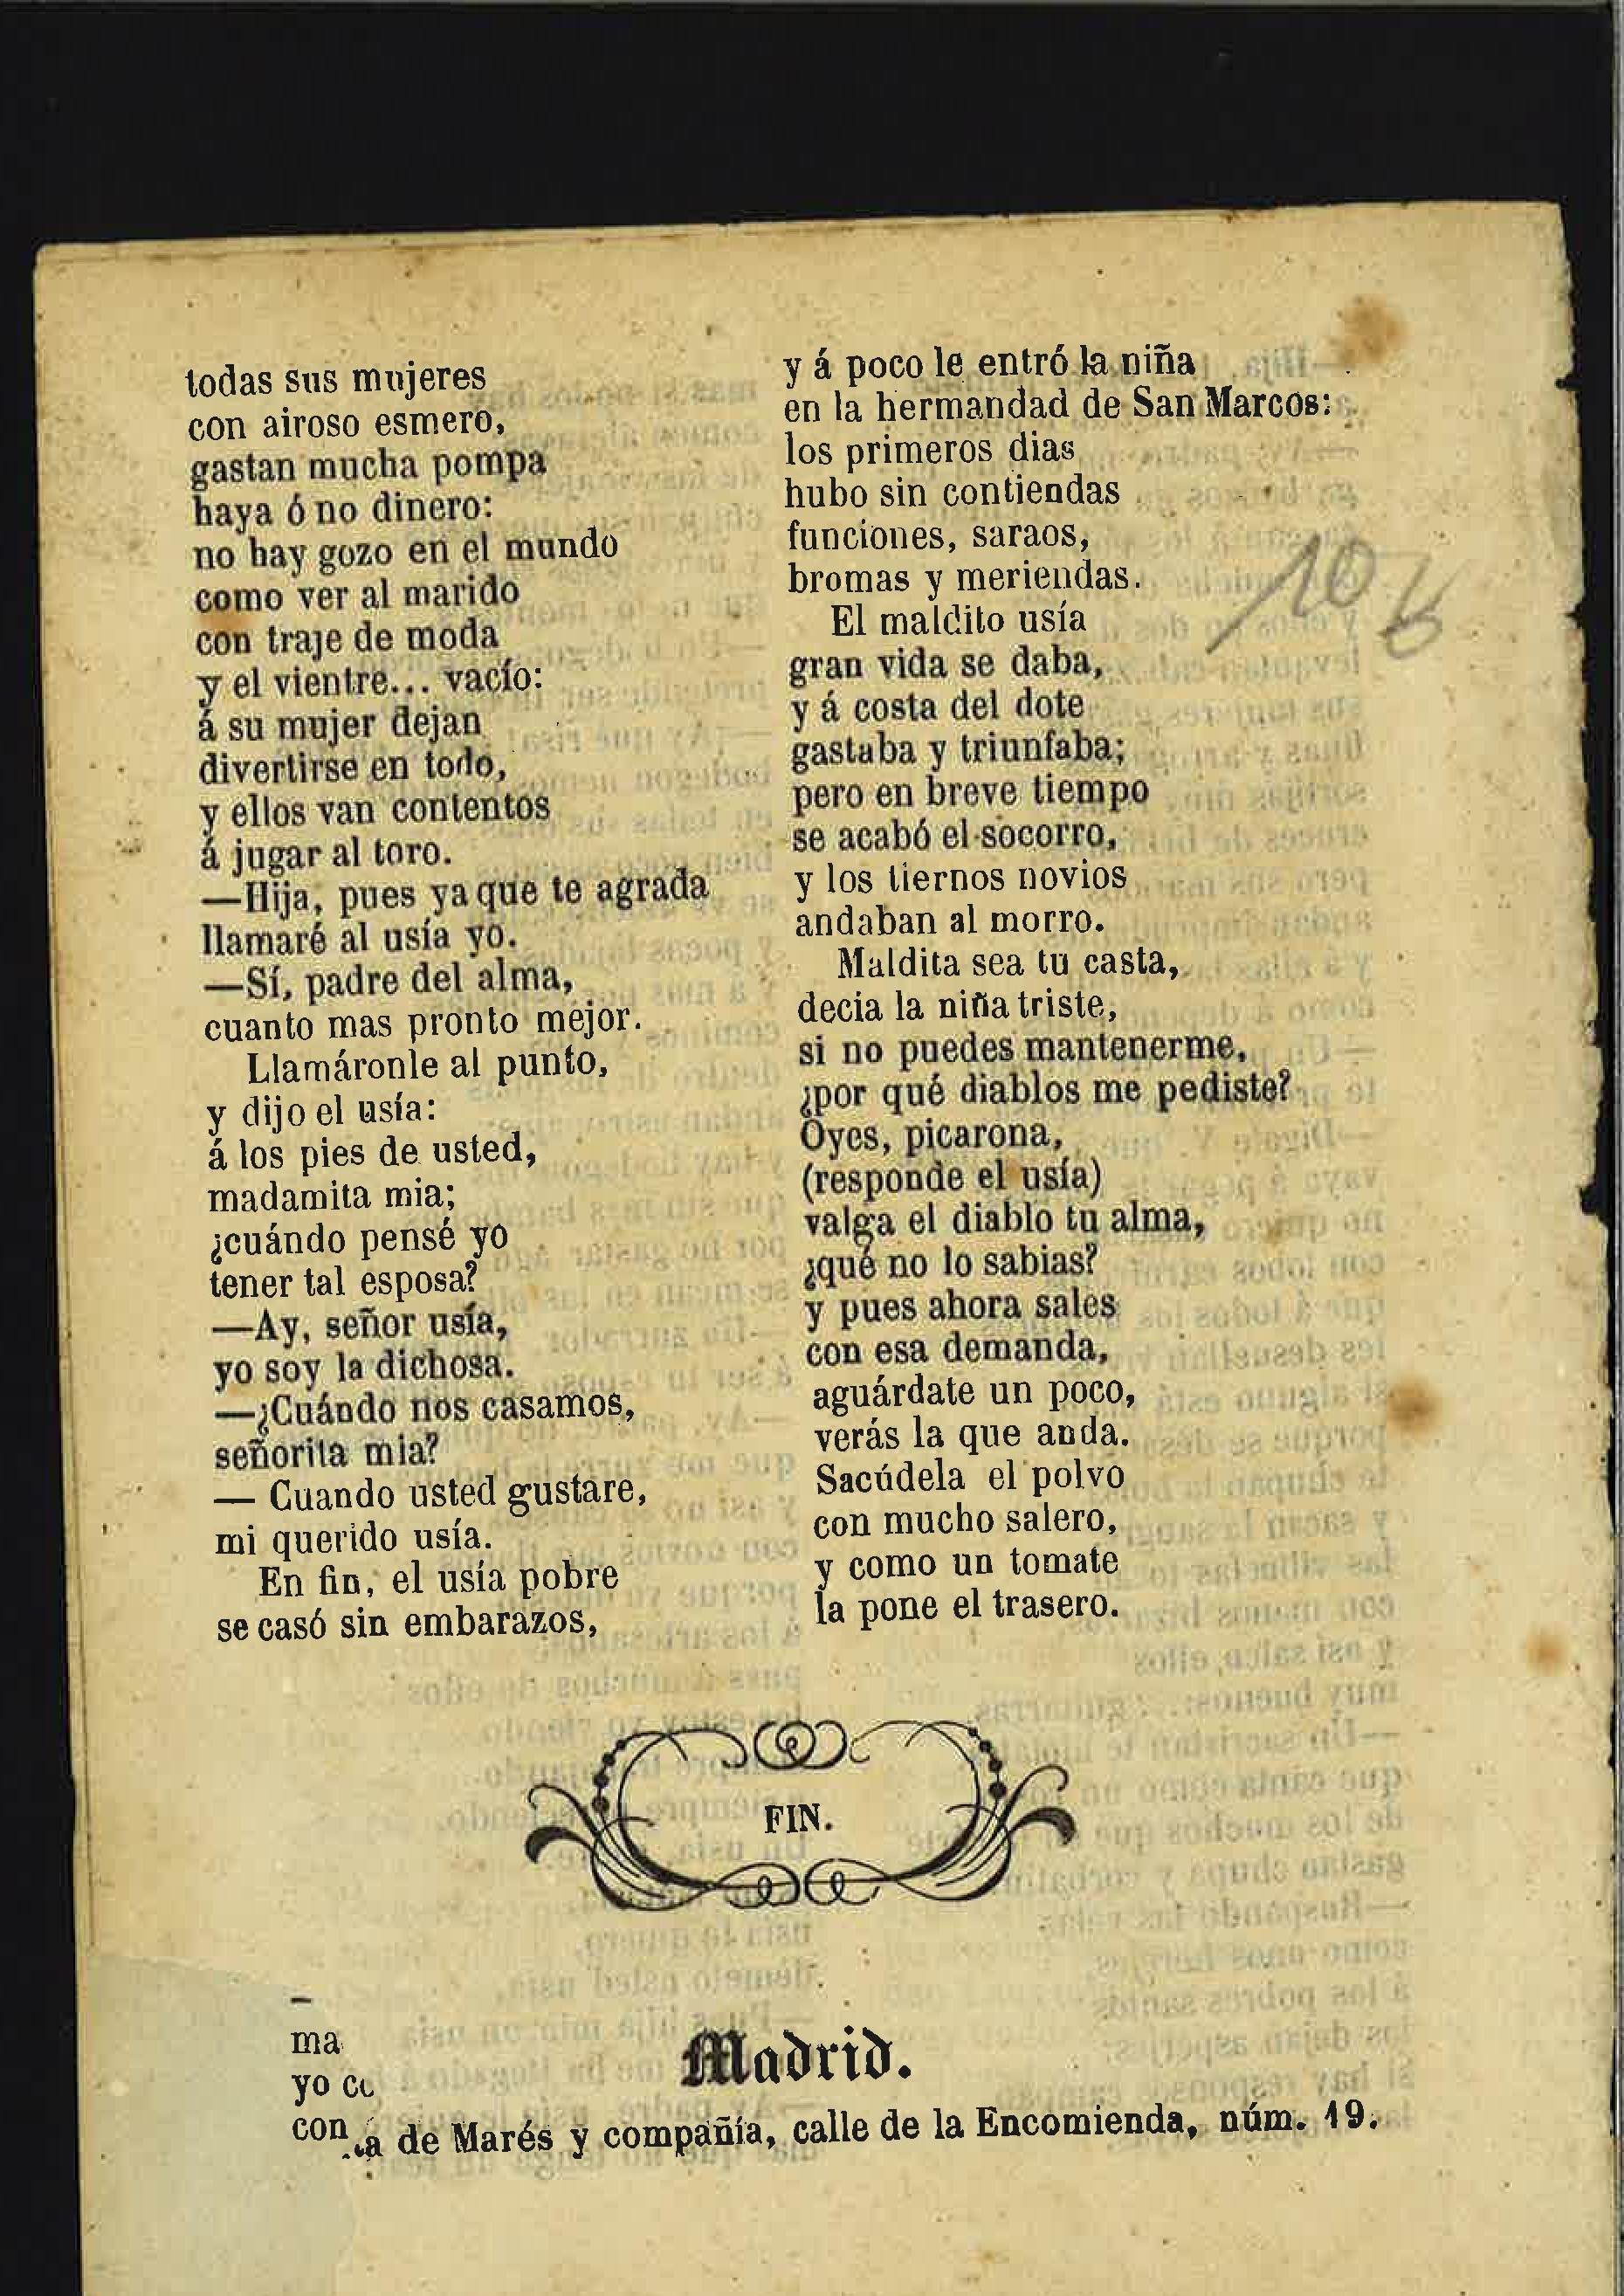 todas sus mujeres
con airoso esmero,
gastan mucha pompa
haya ó no dinero:
no hay gozo en el mundo
como ver al marido
con traje de moda
y el vientre... vacío:
á su mujer dejan
divertirse en todo,
y ellos van contentos
á jugar al toro.
—Hija, pues ya que te agrada
llamaré al usía yo.
—Sí, padre del alma,
cuanto mas pronto mejor.
Llamáronle al punto,
y dijo el usía:
á los pies de usted,
madamita mia;
¿cuándo pensé yo
tener tal esposa?
—Ay, señor usía,
yo soy la dichosa.
—¿Cuándo nos casamos,
señorita mia?
— Cuando usted gustare,
mi querido usía.
En fin, el usía pobre
se casó sin embarazos,
y á poco le entró la niña
en la hermandad de San Marcos:
los primeros dias
hubo sin contiendas
funciones, saraos,
bromas y meriendas.
El maldito usía
gran vida se daba,
y á costa del dote
gastaba y triunfaba;
pero en breve tiempo
se acabó el socorro,
y los tiernos novios
andaban al morro.
Maldita sea tu casta,
decia la niña triste,
si no puedes mantenerme,
¿por qué diablos me pediste?
Oyes, picarona,
(responde el usía)
valga el diablo tu alma,
¿qué no lo sabias?
y pues ahora sales
con esa demanda,
aguárdate un poco,
verás la que anda.
Sacúdela el polvo
con mucho salero,
y como un tomate
la pone el trasero.
10
FIN.
ma
yo
con
Madrid.
de Marés y compañía, calle de la Encomienda, núm. 19.